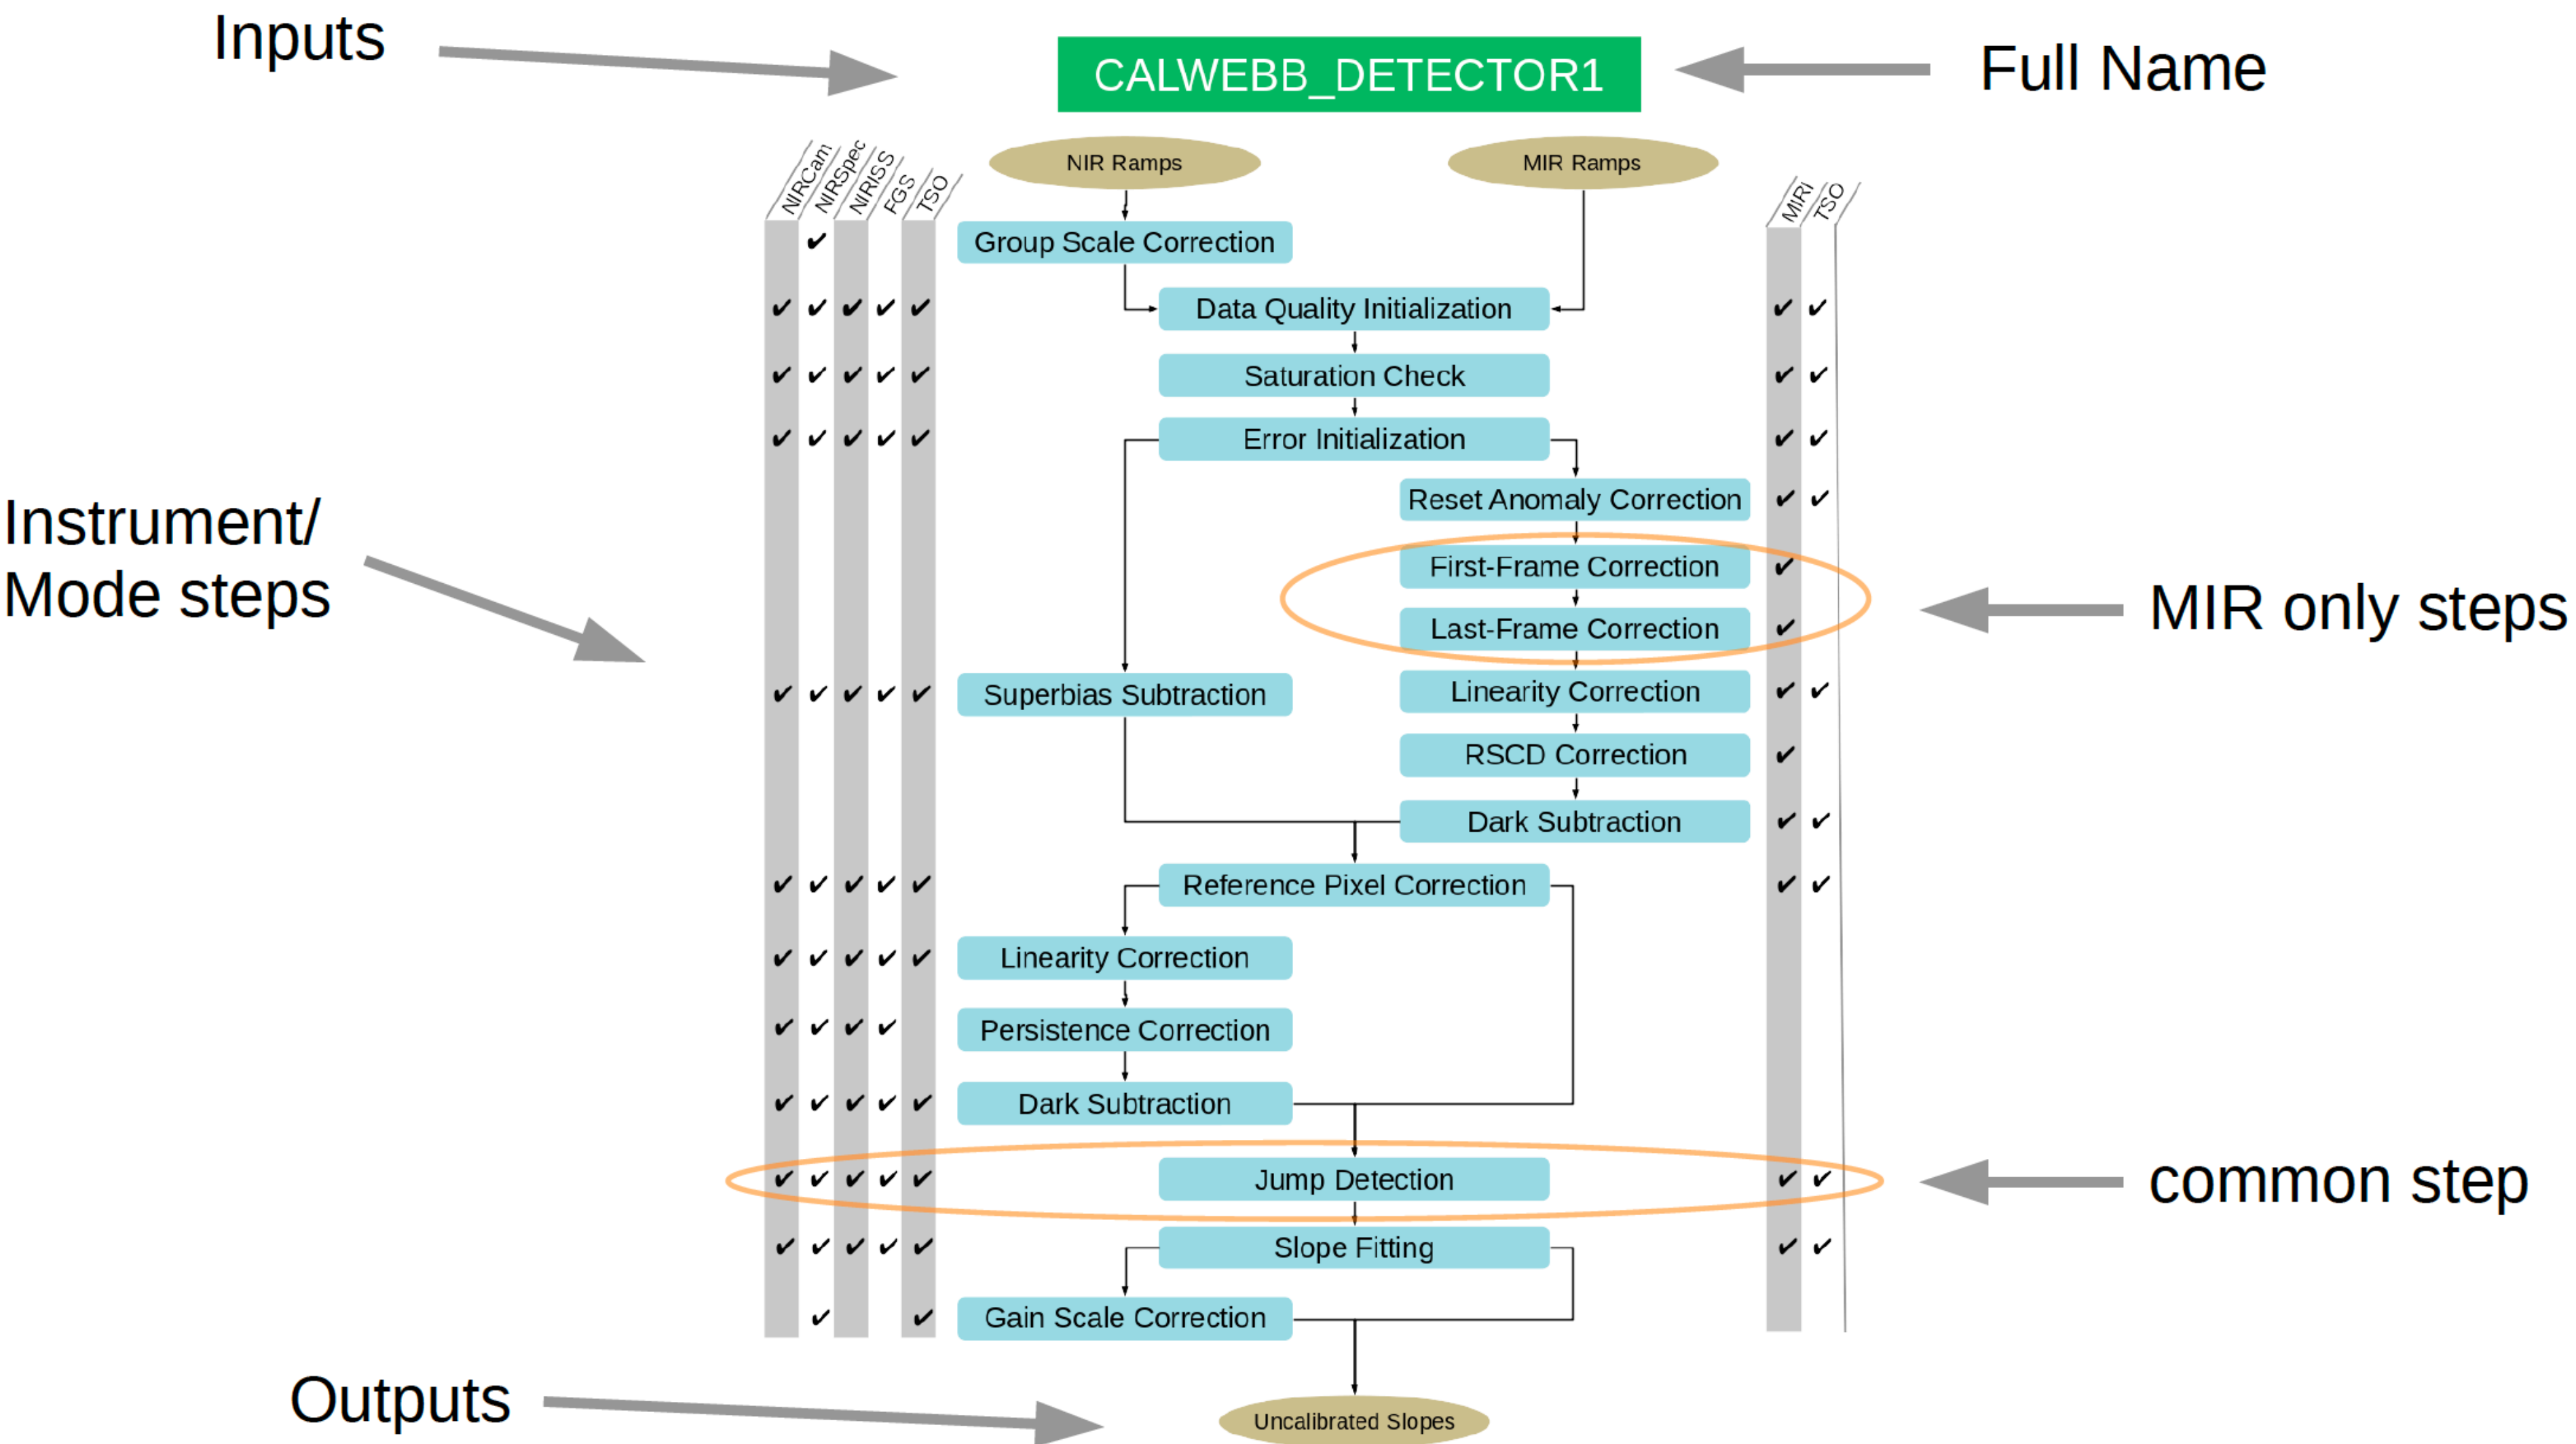 Inputs
CALWEBB_DETECTOR1
Full Name
NIRCam
NIRSpec
NIRISS
FGS
TSO
NIR Ramps
MIR Ramps
MIRI
TSO
Group Scale Correction
Data Quality Initialization
Saturation Check
Error Initialization
Instrument/
Mode steps
Reset Anomaly Correction
First-Frame Correction
Last-Frame Correction
MIR only steps
Superbias Subtraction
Linearity Correction
RSCD Correction
Dark Subtraction
Reference Pixel Correction
Linearity Correction
Persistence Correction
Dark Subtraction
Jump Detection
common step
Slope Fitting
Gain Scale Correction
Outputs
Uncalibrated Slopes